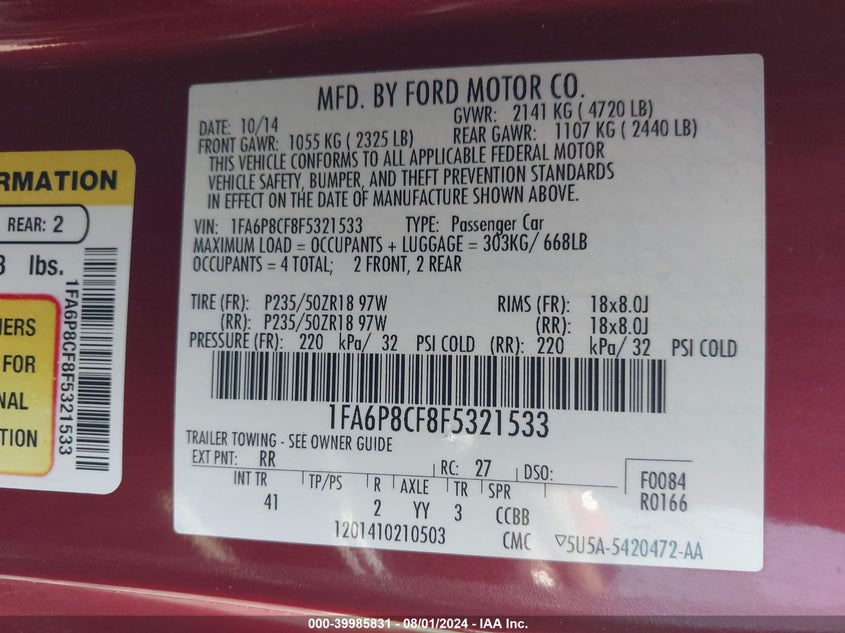 MFD. BY FORD MOTOR CO.
DATE: 10/14 GVWR: 2141 KG ( 4720 LB)
FRONT GAWR: 1055 KG ( 2325 LB) REAR GAWR: 1107 KG ( 2440 LB)
THIS VEHICLE CONFORMS TO ALL APPLICABLE FEDERAL MOTOR
VEHICLE SAFETY, BUMPER, AND THEFT PREVENTION STANDARDS
IN EFFECT ON THE DATE OF MANUFACTURE SHOWN ABOVE.
VIN: 1FA6P8CF8F5321533 TYPE: Passenger Car
MAXIMUM LOAD = OCCUPANTS + LUGGAGE = 303KG/ 668LB
OCCUPANTS = 4 TOTAL; 2 FRONT, 2 REAR
TIRE (FR): P235/50ZR18 97W RIMS (FR): 18x8.0J
(RR): P235/50ZR18 97W (RR): 18x8.0J
PRESSURE (FR): 220 kPa/ 32 PSI COLD (RR): 220 kPa/ 32 PSI COLD
1FA6P8CF8F5321533
TRAILER TOWING - SEE OWNER GUIDE
EXT PNT: RR RC: 27 DSO: F0084
INT TR TP/PS R AXLE TR SPR R0166
41 2 YY 3 CCBB
1201410210503 CMC ▽5U5A-5420472-AA
RMATION
REAR: 2
lbs.
NERS
FOR
NAL
TION
1FA6P8CF8F5321533
000-39985831 - 08/01/2024 - IAA Inc.